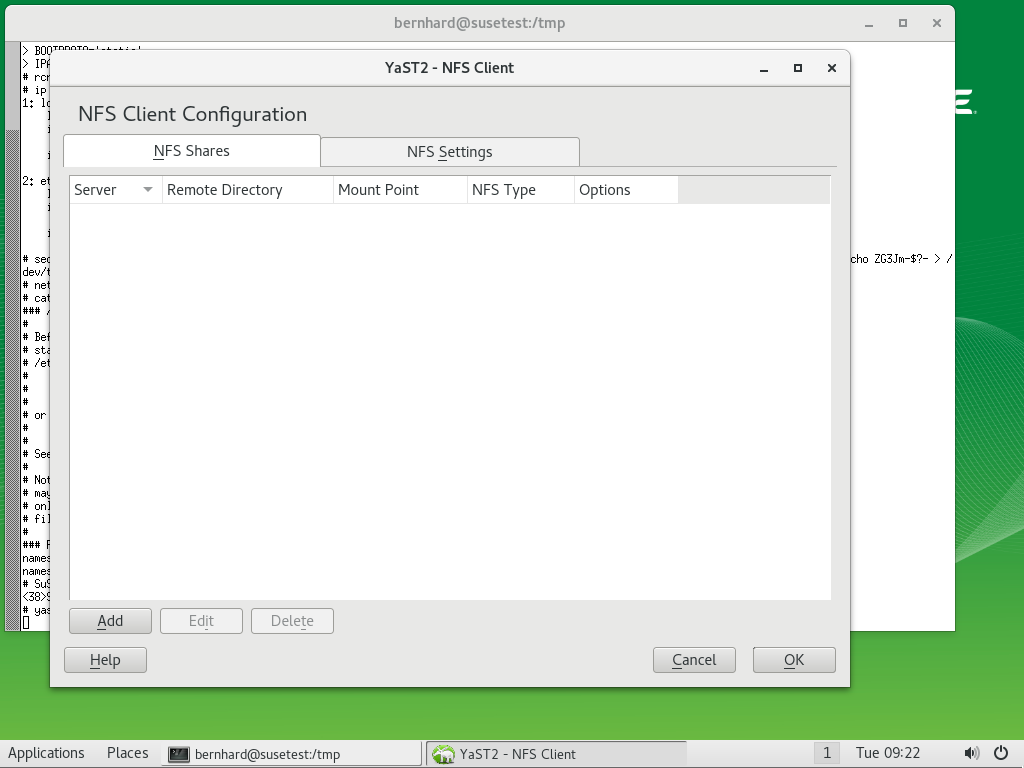 bernhard@susetest:/tmp
> BOOTPROTO='static'
> IPA
# rcn
# ip
1: lo
2: et
# sec
cho ZG3Jm-$?- > /
dev/t
# net
# cat
### /
#
# Bef
# sta
# /et
#
#
#
# or
#
#
# See
#
# Not
# may
# onl
# fil
#
### P
names
names
# SuS
<38>S
# yas
YaST2 - NFS Client
NFS Client Configuration
NFS Shares
NFS Settings
Server Remote Directory Mount Point NFS Type Options
Add Edit Delete
Help Cancel OK
Applications Places bernhard@susetest:/tmp YaST2 - NFS Client 1 Tue 09:22